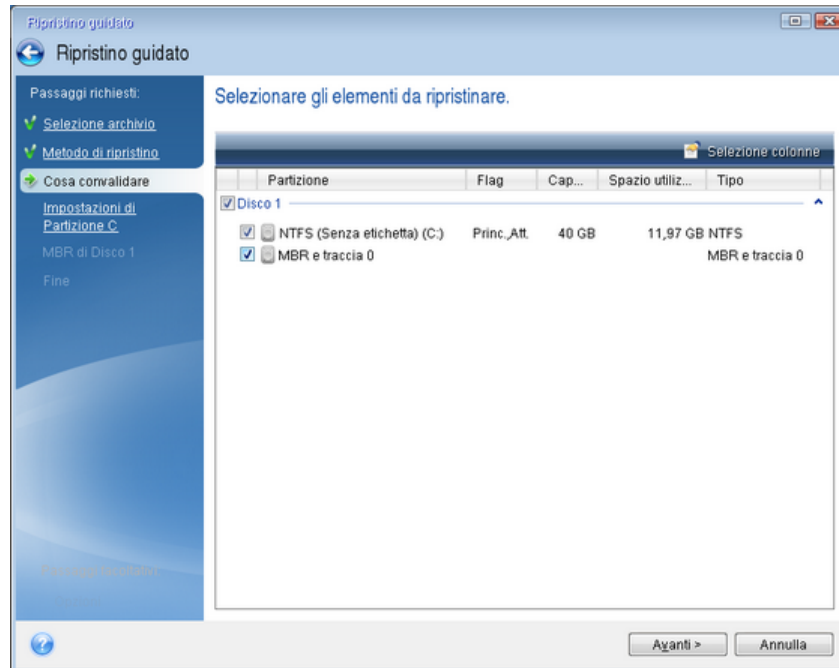 Ripristino guidato
Ripristino guidato
Passaggi richiesti:
Selezione archivio
Metodo di ripristino
Cosa convalidare
Impostazioni di
Partizione C
MBR di Disco 1
Fine
Selezionare gli elementi da ripristinare.
Selezione colonne
Partizione Flag Cap... Spazio utiliz... Tipo
Disco 1
NTFS (Senza etichetta) (C:) Princ.,Att. 40 GB 11,97 GB NTFS
MBR e traccia 0 MBR e traccia 0
Avanti > Annulla